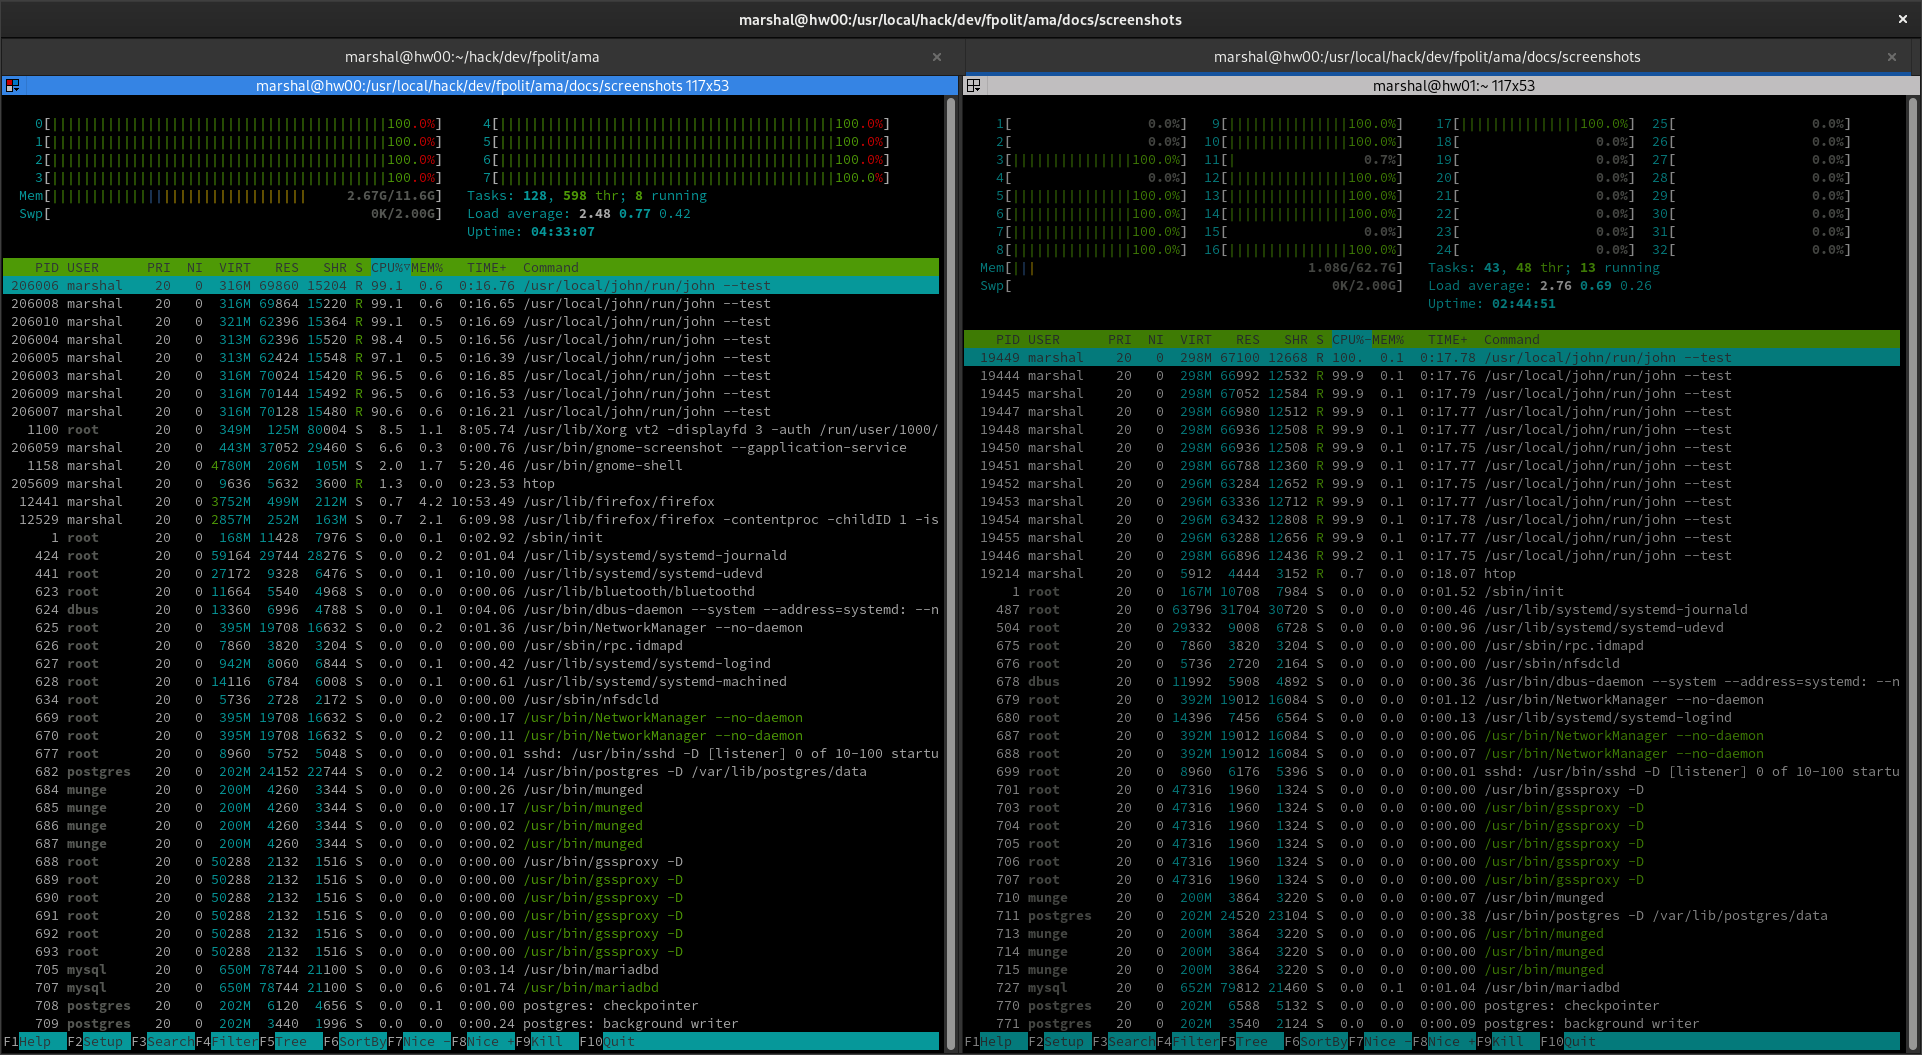 marshal@hw00:/usr/local/hack/dev/fpolit/ama/docs/screenshots
marshal@hw00:~/hack/dev/fpolit/ama
marshal@hw00:/usr/local/hack/dev/fpolit/ama/docs/screenshots 117x53
0[100.0%] 4[100.0%]
1[100.0%] 5[100.0%]
2[100.0%] 6[100.0%]
3[100.0%] 7[100.0%]
Mem[2.67G/11.6G] Tasks: 128, 598 thr; 8 running
Swp[0K/2.00G] Load average: 2.48 0.77 0.42
Uptime: 04:33:07
PID USER PRI NI VIRT RES SHR S CPU%▽MEM% TIME+ Command
206006 marshal 20 0 316M 69860 15204 R 99.1 0.6 0:16.76 /usr/local/john/run/john --test
206008 marshal 20 0 316M 69864 15220 R 99.1 0.6 0:16.65 /usr/local/john/run/john --test
206010 marshal 20 0 321M 62396 15364 R 99.1 0.5 0:16.69 /usr/local/john/run/john --test
206004 marshal 20 0 313M 62396 15520 R 98.4 0.5 0:16.56 /usr/local/john/run/john --test
206005 marshal 20 0 313M 62424 15548 R 97.1 0.5 0:16.39 /usr/local/john/run/john --test
206003 marshal 20 0 316M 70024 15420 R 96.5 0.6 0:16.85 /usr/local/john/run/john --test
206009 marshal 20 0 316M 70144 15492 R 96.5 0.6 0:16.53 /usr/local/john/run/john --test
206007 marshal 20 0 316M 70128 15480 R 90.6 0.6 0:16.21 /usr/local/john/run/john --test
1100 root 20 0 349M 125M 80004 S 8.5 1.1 8:05.74 /usr/lib/Xorg vt2 -displayfd 3 -auth /run/user/1000/
206059 marshal 20 0 443M 37052 29460 S 6.6 0.3 0:00.76 /usr/bin/gnome-screenshot --gapplication-service
1158 marshal 20 0 4780M 206M 105M S 2.0 1.7 5:20.46 /usr/bin/gnome-shell
205609 marshal 20 0 9636 5632 3600 R 1.3 0.0 0:23.53 htop
12441 marshal 20 0 3752M 499M 212M S 0.7 4.2 10:53.49 /usr/lib/firefox/firefox
12529 marshal 20 0 2857M 252M 163M S 0.7 2.1 6:09.98 /usr/lib/firefox/firefox -contentproc -childID 1 -is
1 root 20 0 168M 11428 7976 S 0.0 0.1 0:02.92 /sbin/init
424 root 20 0 59164 29744 28276 S 0.0 0.2 0:01.04 /usr/lib/systemd/systemd-journald
441 root 20 0 27172 9328 6476 S 0.0 0.1 0:10.00 /usr/lib/systemd/systemd-udevd
623 root 20 0 11664 5540 4968 S 0.0 0.0 0:00.06 /usr/lib/bluetooth/bluetoothd
624 dbus 20 0 13360 6996 4788 S 0.0 0.1 0:04.06 /usr/bin/dbus-daemon --system --address=systemd: --n
625 root 20 0 395M 19708 16632 S 0.0 0.2 0:01.36 /usr/bin/NetworkManager --no-daemon
626 root 20 0 7860 3820 3204 S 0.0 0.0 0:00.00 /usr/sbin/rpc.idmapd
627 root 20 0 942M 8060 6844 S 0.0 0.1 0:00.42 /usr/lib/systemd/systemd-logind
628 root 20 0 14116 6784 6008 S 0.0 0.1 0:00.61 /usr/lib/systemd/systemd-machined
634 root 20 0 5736 2728 2172 S 0.0 0.0 0:00.00 /usr/sbin/nfsdcld
669 root 20 0 395M 19708 16632 S 0.0 0.2 0:00.17 /usr/bin/NetworkManager --no-daemon
670 root 20 0 395M 19708 16632 S 0.0 0.2 0:00.11 /usr/bin/NetworkManager --no-daemon
677 root 20 0 8960 5752 5048 S 0.0 0.0 0:00.01 sshd: /usr/bin/sshd -D [listener] 0 of 10-100 startu
682 postgres 20 0 202M 24152 22744 S 0.0 0.2 0:00.14 /usr/bin/postgres -D /var/lib/postgres/data
684 munge 20 0 200M 4260 3344 S 0.0 0.0 0:00.26 /usr/bin/munged
685 munge 20 0 200M 4260 3344 S 0.0 0.0 0:00.17 /usr/bin/munged
686 munge 20 0 200M 4260 3344 S 0.0 0.0 0:00.02 /usr/bin/munged
687 munge 20 0 200M 4260 3344 S 0.0 0.0 0:00.02 /usr/bin/munged
688 root 20 0 50288 2132 1516 S 0.0 0.0 0:00.00 /usr/bin/gssproxy -D
689 root 20 0 50288 2132 1516 S 0.0 0.0 0:00.00 /usr/bin/gssproxy -D
690 root 20 0 50288 2132 1516 S 0.0 0.0 0:00.00 /usr/bin/gssproxy -D
691 root 20 0 50288 2132 1516 S 0.0 0.0 0:00.00 /usr/bin/gssproxy -D
692 root 20 0 50288 2132 1516 S 0.0 0.0 0:00.00 /usr/bin/gssproxy -D
693 root 20 0 50288 2132 1516 S 0.0 0.0 0:00.00 /usr/bin/gssproxy -D
705 mysql 20 0 650M 78744 21100 S 0.0 0.6 0:03.14 /usr/bin/mariadbd
707 mysql 20 0 650M 78744 21100 S 0.0 0.6 0:01.74 /usr/bin/mariadbd
708 postgres 20 0 202M 6120 4656 S 0.0 0.1 0:00.00 postgres: checkpointer
709 postgres 20 0 202M 3440 1996 S 0.0 0.0 0:00.24 postgres: background writer
F1Help F2Setup F3SearchF4FilterF5Tree F6SortByF7Nice -F8Nice +F9Kill F10Quit
marshal@hw00:/usr/local/hack/dev/fpolit/ama/docs/screenshots
marshal@hw01:~ 117x53
1[0.0%] 9[100.0%] 17[100.0%] 25[0.0%]
2[0.0%] 10[100.0%] 18[0.0%] 26[0.0%]
3[100.0%] 11[0.7%] 19[0.0%] 27[0.0%]
4[0.0%] 12[100.0%] 20[0.0%] 28[0.0%]
5[100.0%] 13[100.0%] 21[0.0%] 29[0.0%]
6[100.0%] 14[100.0%] 22[0.0%] 30[0.0%]
7[100.0%] 15[0.0%] 23[0.0%] 31[0.0%]
8[100.0%] 16[100.0%] 24[0.0%] 32[0.0%]
Mem[1.08G/62.7G] Tasks: 43, 48 thr; 13 running
Swp[0K/2.00G] Load average: 2.76 0.69 0.26
Uptime: 02:44:51
PID USER PRI NI VIRT RES SHR S CPU%-MEM% TIME+ Command
19449 marshal 20 0 298M 67100 12668 R 100. 0.1 0:17.78 /usr/local/john/run/john --test
19444 marshal 20 0 298M 66992 12532 R 99.9 0.1 0:17.76 /usr/local/john/run/john --test
19445 marshal 20 0 298M 67052 12584 R 99.9 0.1 0:17.79 /usr/local/john/run/john --test
19447 marshal 20 0 298M 66980 12512 R 99.9 0.1 0:17.77 /usr/local/john/run/john --test
19448 marshal 20 0 298M 66936 12508 R 99.9 0.1 0:17.77 /usr/local/john/run/john --test
19450 marshal 20 0 298M 66936 12508 R 99.9 0.1 0:17.75 /usr/local/john/run/john --test
19451 marshal 20 0 298M 66788 12360 R 99.9 0.1 0:17.77 /usr/local/john/run/john --test
19452 marshal 20 0 296M 63284 12652 R 99.9 0.1 0:17.75 /usr/local/john/run/john --test
19453 marshal 20 0 296M 63336 12712 R 99.9 0.1 0:17.77 /usr/local/john/run/john --test
19454 marshal 20 0 296M 63432 12808 R 99.9 0.1 0:17.78 /usr/local/john/run/john --test
19455 marshal 20 0 296M 63288 12656 R 99.9 0.1 0:17.77 /usr/local/john/run/john --test
19446 marshal 20 0 298M 66896 12436 R 99.2 0.1 0:17.75 /usr/local/john/run/john --test
19214 marshal 20 0 5912 4444 3152 R 0.7 0.0 0:18.07 htop
1 root 20 0 167M 10708 7984 S 0.0 0.0 0:01.52 /sbin/init
487 root 20 0 63796 31704 30720 S 0.0 0.0 0:00.46 /usr/lib/systemd/systemd-journald
504 root 20 0 29332 9008 6728 S 0.0 0.0 0:00.96 /usr/lib/systemd/systemd-udevd
675 root 20 0 7860 3820 3204 S 0.0 0.0 0:00.00 /usr/sbin/rpc.idmapd
676 root 20 0 5736 2720 2164 S 0.0 0.0 0:00.00 /usr/sbin/nfsdcld
678 dbus 20 0 11992 5908 4892 S 0.0 0.0 0:00.36 /usr/bin/dbus-daemon --system --address=systemd: --n
679 root 20 0 392M 19012 16084 S 0.0 0.0 0:01.12 /usr/bin/NetworkManager --no-daemon
680 root 20 0 14396 7456 6564 S 0.0 0.0 0:00.13 /usr/lib/systemd/systemd-logind
687 root 20 0 392M 19012 16084 S 0.0 0.0 0:00.06 /usr/bin/NetworkManager --no-daemon
688 root 20 0 392M 19012 16084 S 0.0 0.0 0:00.07 /usr/bin/NetworkManager --no-daemon
699 root 20 0 8960 6176 5396 S 0.0 0.0 0:00.01 sshd: /usr/bin/sshd -D [listener] 0 of 10-100 startu
701 root 20 0 47316 1960 1324 S 0.0 0.0 0:00.00 /usr/bin/gssproxy -D
703 root 20 0 47316 1960 1324 S 0.0 0.0 0:00.00 /usr/bin/gssproxy -D
704 root 20 0 47316 1960 1324 S 0.0 0.0 0:00.00 /usr/bin/gssproxy -D
705 root 20 0 47316 1960 1324 S 0.0 0.0 0:00.00 /usr/bin/gssproxy -D
706 root 20 0 47316 1960 1324 S 0.0 0.0 0:00.00 /usr/bin/gssproxy -D
707 root 20 0 47316 1960 1324 S 0.0 0.0 0:00.00 /usr/bin/gssproxy -D
710 munge 20 0 200M 3864 3220 S 0.0 0.0 0:00.07 /usr/bin/munged
711 postgres 20 0 202M 24520 23104 S 0.0 0.0 0:00.38 /usr/bin/postgres -D /var/lib/postgres/data
713 munge 20 0 200M 3864 3220 S 0.0 0.0 0:00.06 /usr/bin/munged
714 munge 20 0 200M 3864 3220 S 0.0 0.0 0:00.00 /usr/bin/munged
715 munge 20 0 200M 3864 3220 S 0.0 0.0 0:00.00 /usr/bin/munged
727 mysql 20 0 652M 79812 21460 S 0.0 0.1 0:01.04 /usr/bin/mariadbd
770 postgres 20 0 202M 6588 5132 S 0.0 0.0 0:00.00 postgres: checkpointer
771 postgres 20 0 202M 3540 2124 S 0.0 0.0 0:00.09 postgres: background writer
F1Help F2Setup F3SearchF4FilterF5Tree F6SortByF7Nice -F8Nice +F9Kill F10Quit